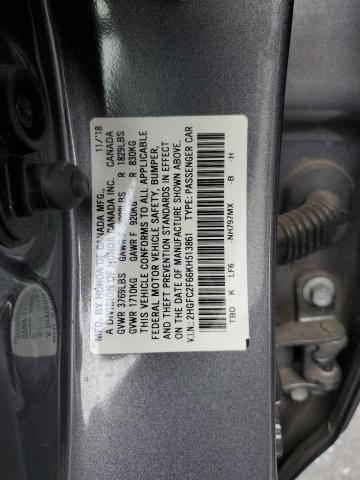 MFD. BY HONDA OF CANADA MFG., 11/'18
A DIVISION OF HONDA CANADA INC. CANADA
GVWR 3769LBS GAWR F R 1829LBS
GVWR 1710KG GAWR F 920KG R 830KG
THIS VEHICLE CONFORMS TO ALL APPLICABLE
FEDERAL MOTOR VEHICLE SAFETY, BUMPER,
AND THEFT PREVENTION STANDARDS IN EFFECT
ON THE DATE OF MANUFACTURE SHOWN ABOVE.
V.I.N.: 2HGFC2F66KH513861 TYPE: PASSENGER CAR
TBD K LF6 -NH797MX -B -H